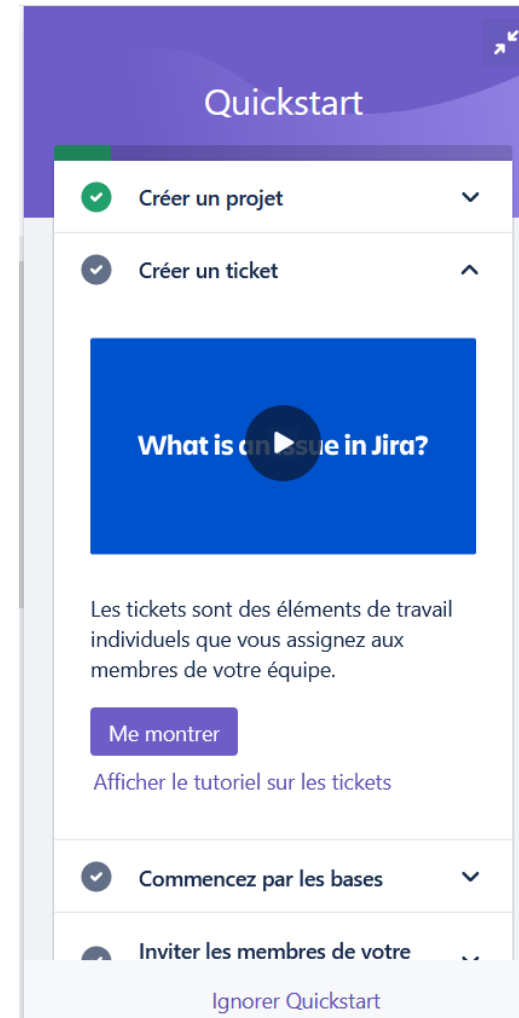 Quickstart
Créer un projet
Créer un ticket
What is an issue in Jira?
Les tickets sont des éléments de travail
individuels que vous assignez aux
membres de votre équipe.
Me montrer
Afficher le tutoriel sur les tickets
Commencez par les bases
Inviter les membres de votre
Ignorer Quickstart